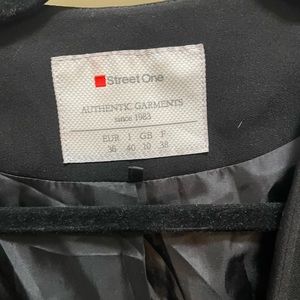 Street One
AUTHENTIC GARMENTS
since 1983
EUR I GB F
36 40 10 38